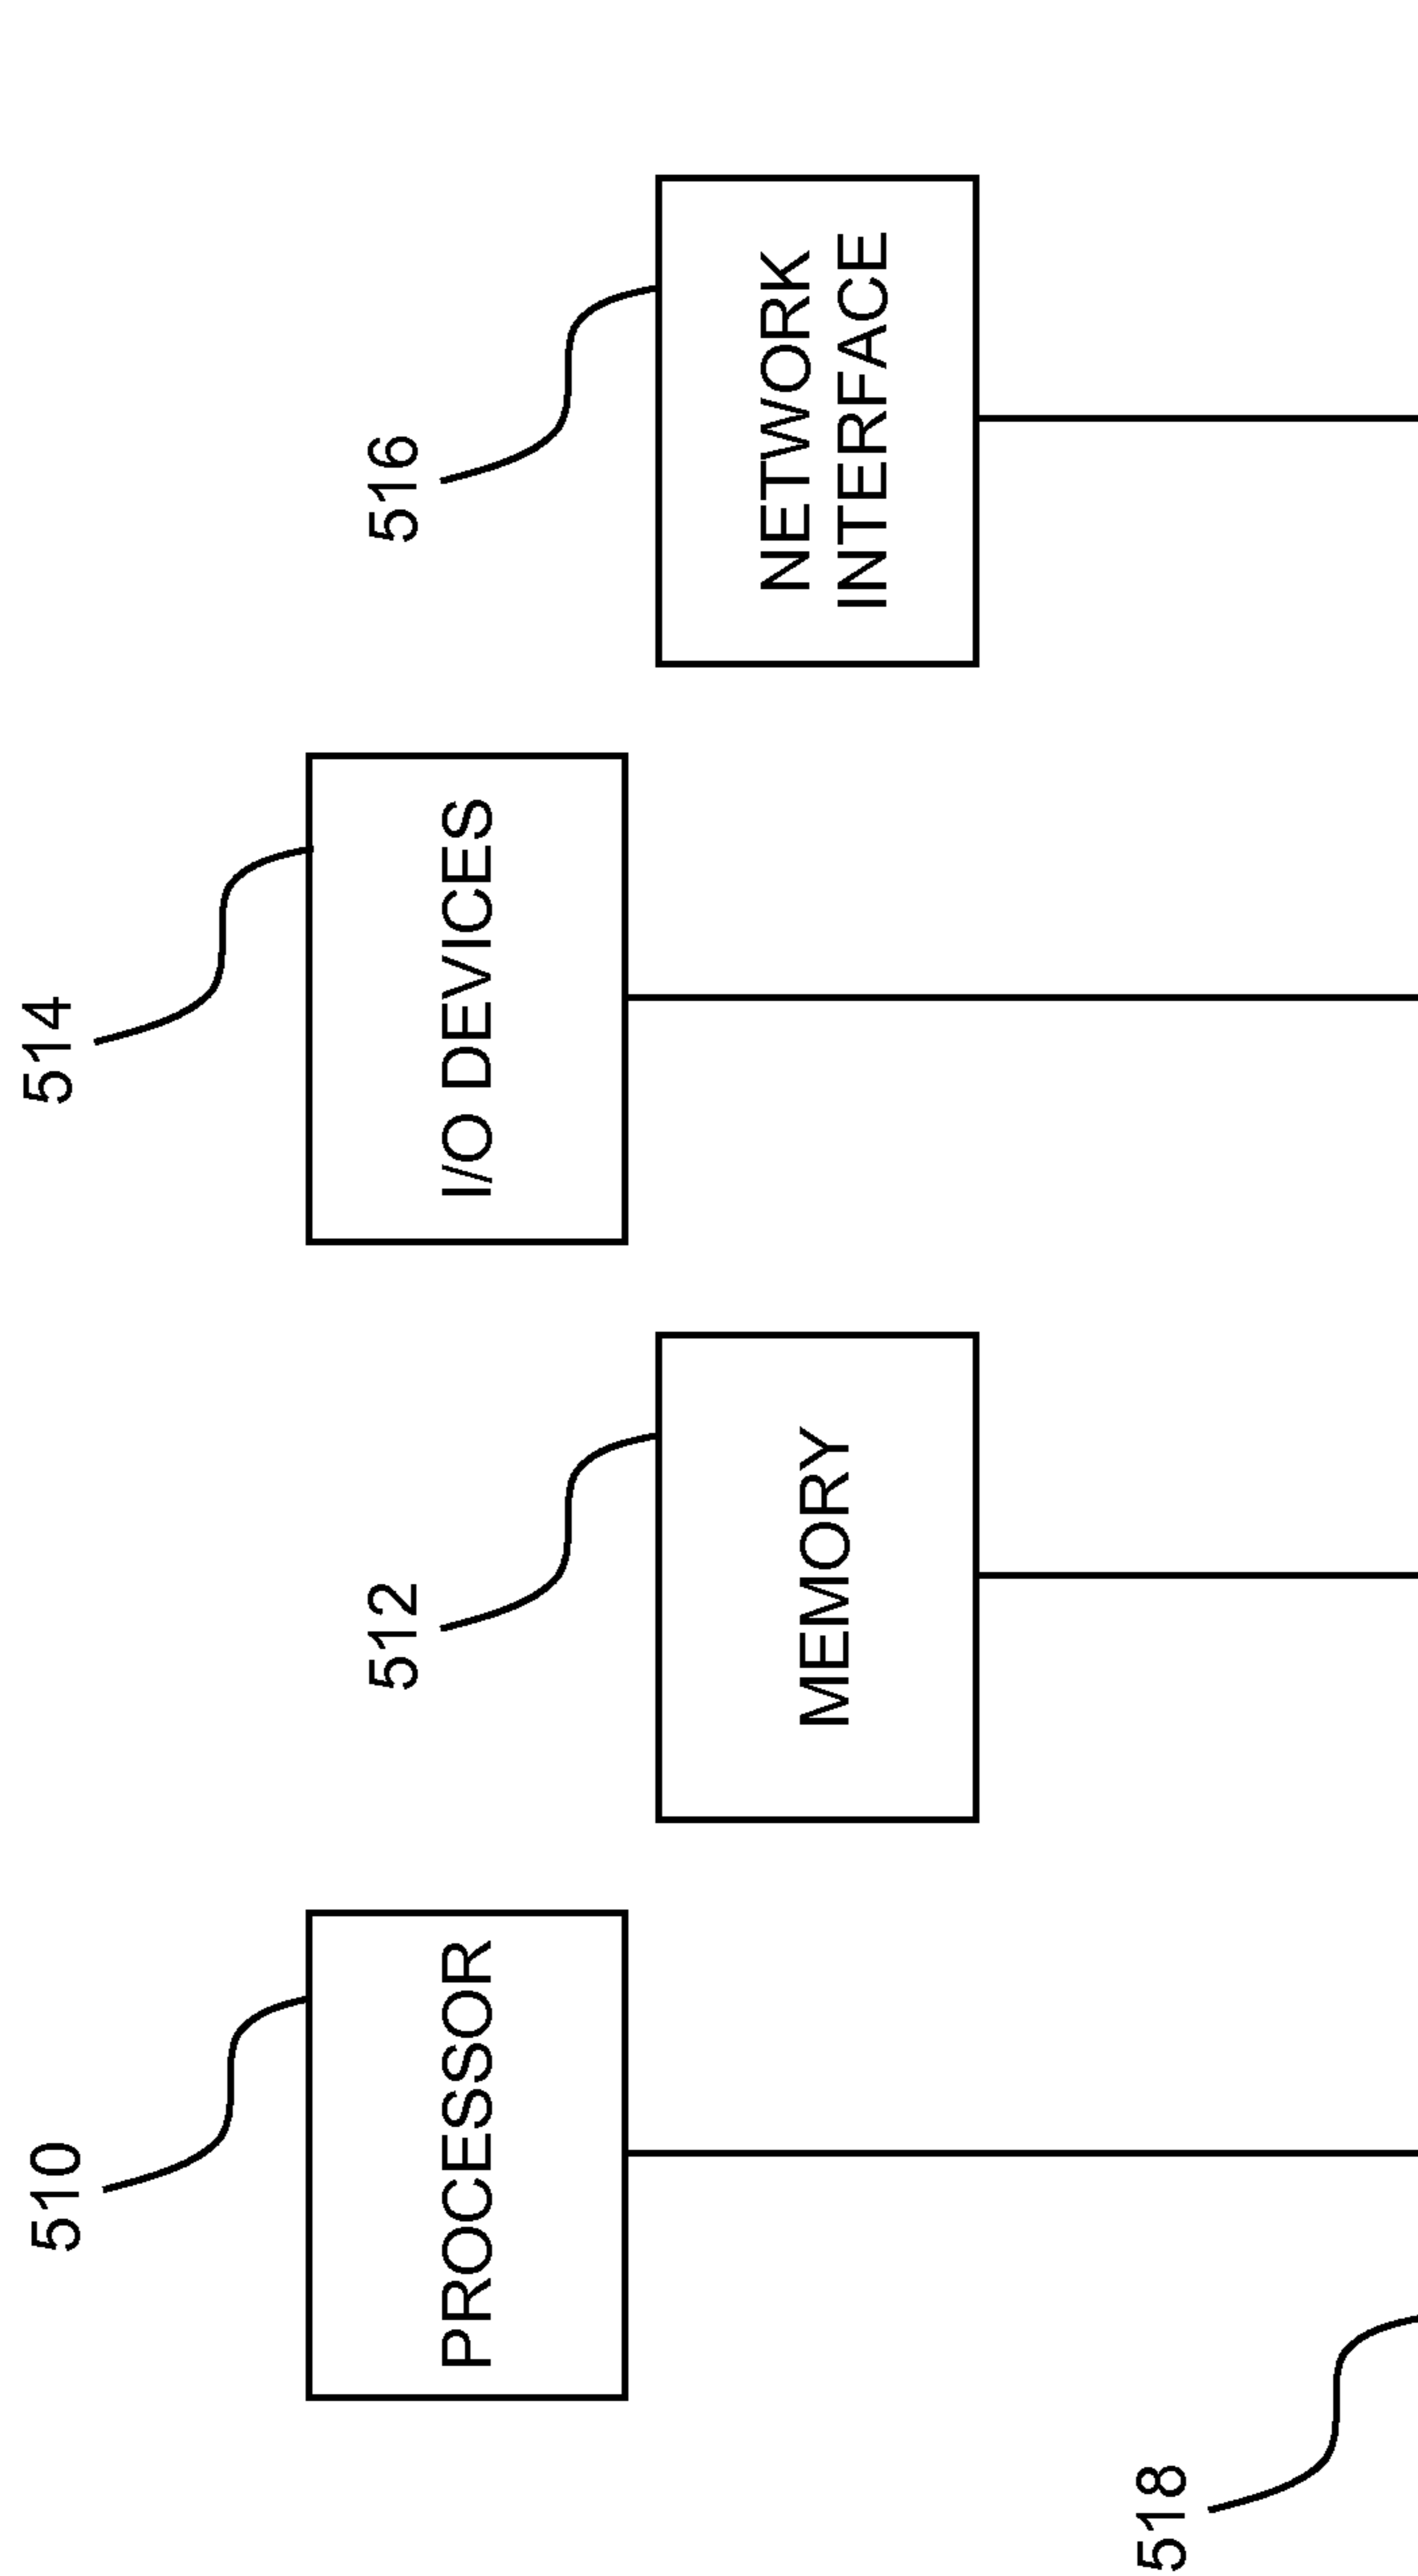 510
PROCESSOR
512
MEMORY
514
I/O DEVICES
516
NETWORK
INTERFACE
518